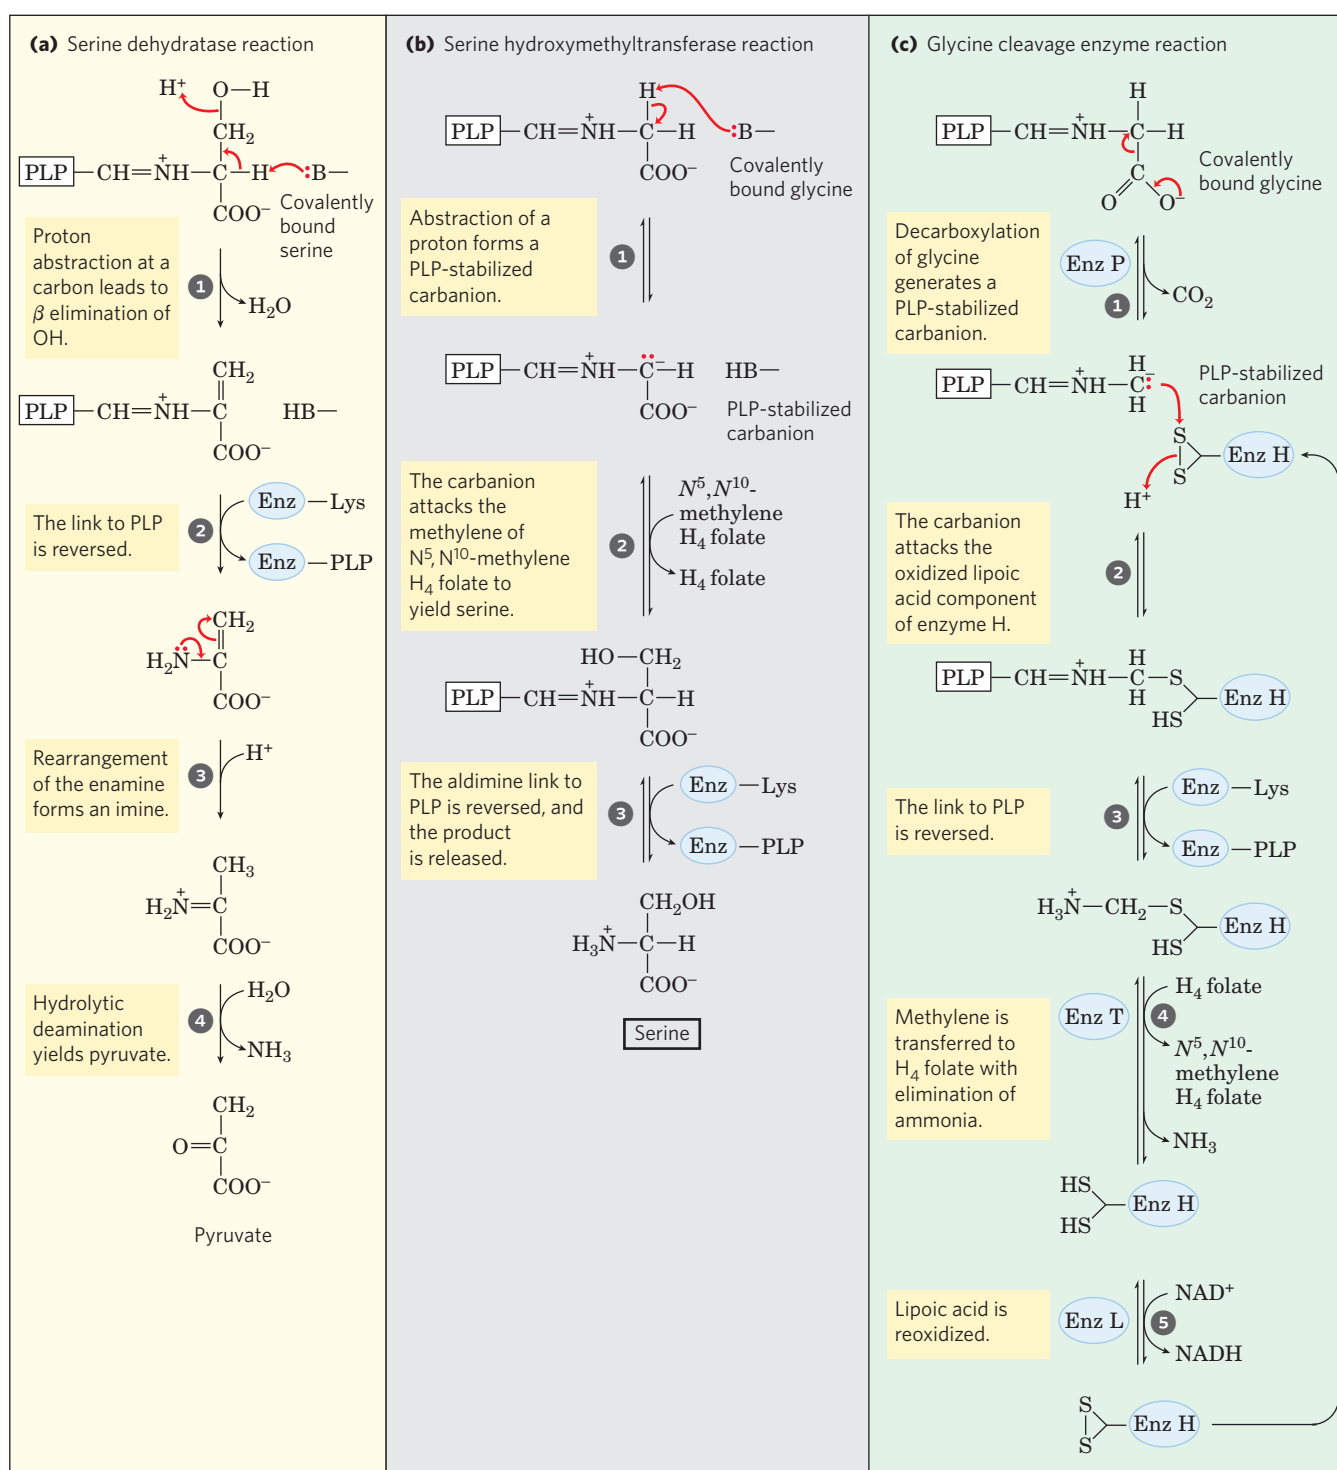 (a) Serine dehydratase reaction
H⁺
O—H
CH₂
PLP—CH=N⁺H—C—H :B—
COO⁻
Covalently
bound
serine
Proton
abstraction at a
carbon leads to
β elimination of
OH.
1
H₂O
CH₂
PLP—CH=N⁺H—C HB—
COO⁻
The link to PLP
is reversed.
2
Enz—Lys
Enz—PLP
CH₂
H₂N—C
COO⁻
Rearrangement
of the enamine
forms an imine.
3
H⁺
CH₃
H₂N⁺=C
COO⁻
Hydrolytic
deamination
yields pyruvate.
4
H₂O
NH₃
CH₂
O=C
COO⁻
Pyruvate
(b) Serine hydroxymethyltransferase reaction
H
PLP—CH=N⁺H—C—H :B—
COO⁻
Covalently
bound glycine
Abstraction of a
proton forms a
PLP-stabilized
carbanion.
1
PLP—CH=N⁺H—C⁻—H HB—
COO⁻
PLP-stabilized
carbanion
The carbanion
attacks the
methylene of
N⁵, N¹⁰-methylene
H₄ folate to
yield serine.
2
N⁵,N¹⁰-
methylene
H₄ folate
H₄ folate
HO—CH₂
PLP—CH=N⁺H—C—H
COO⁻
The aldimine link to
PLP is reversed, and
the product
is released.
3
Enz—Lys
Enz—PLP
CH₂OH
H₃N⁺—C—H
COO⁻
Serine
(c) Glycine cleavage enzyme reaction
H
PLP—CH=N⁺H—C—H
C
O O⁻
Covalently
bound glycine
Decarboxylation
of glycine
generates a
PLP-stabilized
carbanion.
Enz P
1
CO₂
H
PLP—CH=N⁺H—C:⁻
H
PLP-stabilized
carbanion
S
Enz H
S
H⁺
The carbanion
attacks the
oxidized lipoic
acid component
of enzyme H.
2
H
PLP—CH=N⁺H—C—S
H
HS
Enz H
The link to PLP
is reversed.
3
Enz—Lys
Enz—PLP
H₃N⁺—CH₂—S
Enz H
HS
Methylene is
transferred to
H₄ folate with
elimination of
ammonia.
Enz T
4
H₄ folate
N⁵,N¹⁰-
methylene
H₄ folate
NH₃
HS
Enz H
HS
Lipoic acid is
reoxidized.
Enz L
5
NAD⁺
NADH
S
Enz H
S